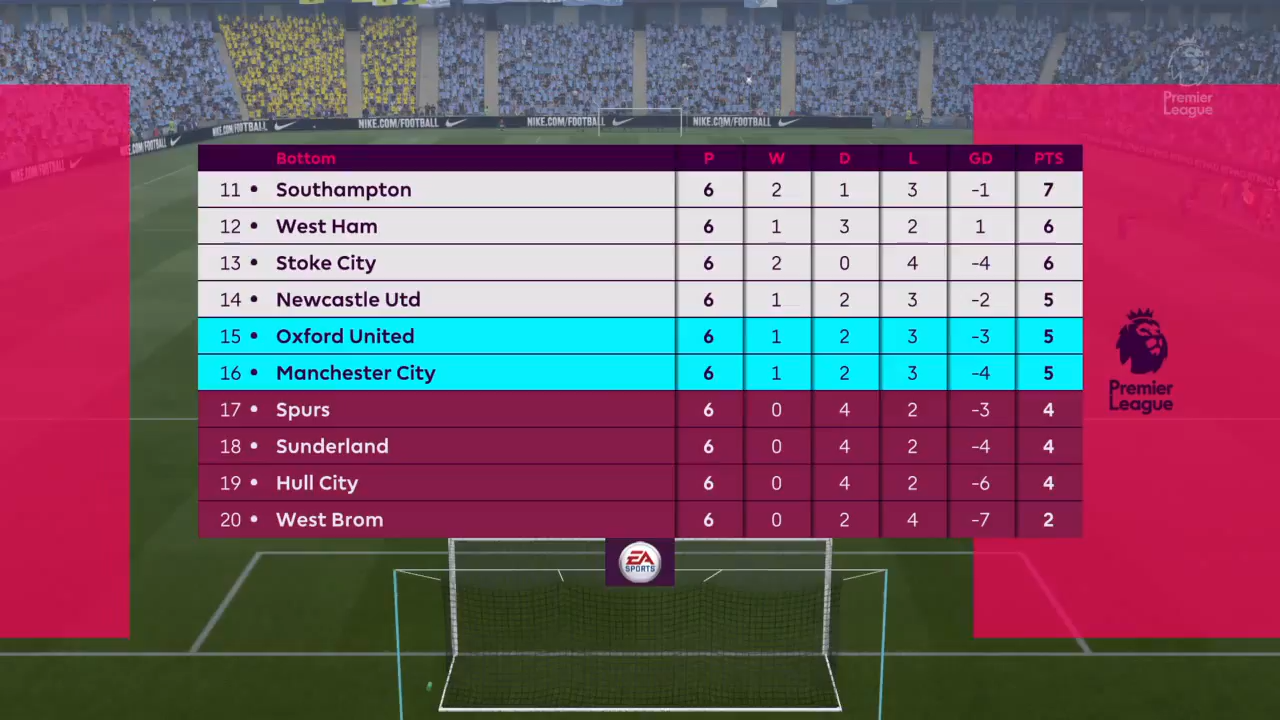 Premier
League
NIKE.COM/FOOTBALL NIKE.COM/FOOTBALL NIKE.COM/FOOTBALL NIKE.COM/FOOTBALL
NIKE.COM/FOOTBALL
Bottom P W D L GD PTS
11 • Southampton 6 2 1 3 -1 7
12 • West Ham 6 1 3 2 1 6
13 • Stoke City 6 2 0 4 -4 6
14 • Newcastle Utd 6 1 2 3 -2 5
15 • Oxford United 6 1 2 3 -3 5
16 • Manchester City 6 1 2 3 -4 5
Premier
League
17 • Spurs 6 0 4 2 -3 4
18 • Sunderland 6 0 4 2 -4 4
19 • Hull City 6 0 4 2 -6 4
20 • West Brom 6 0 2 4 -7 2
EA
SPORTS